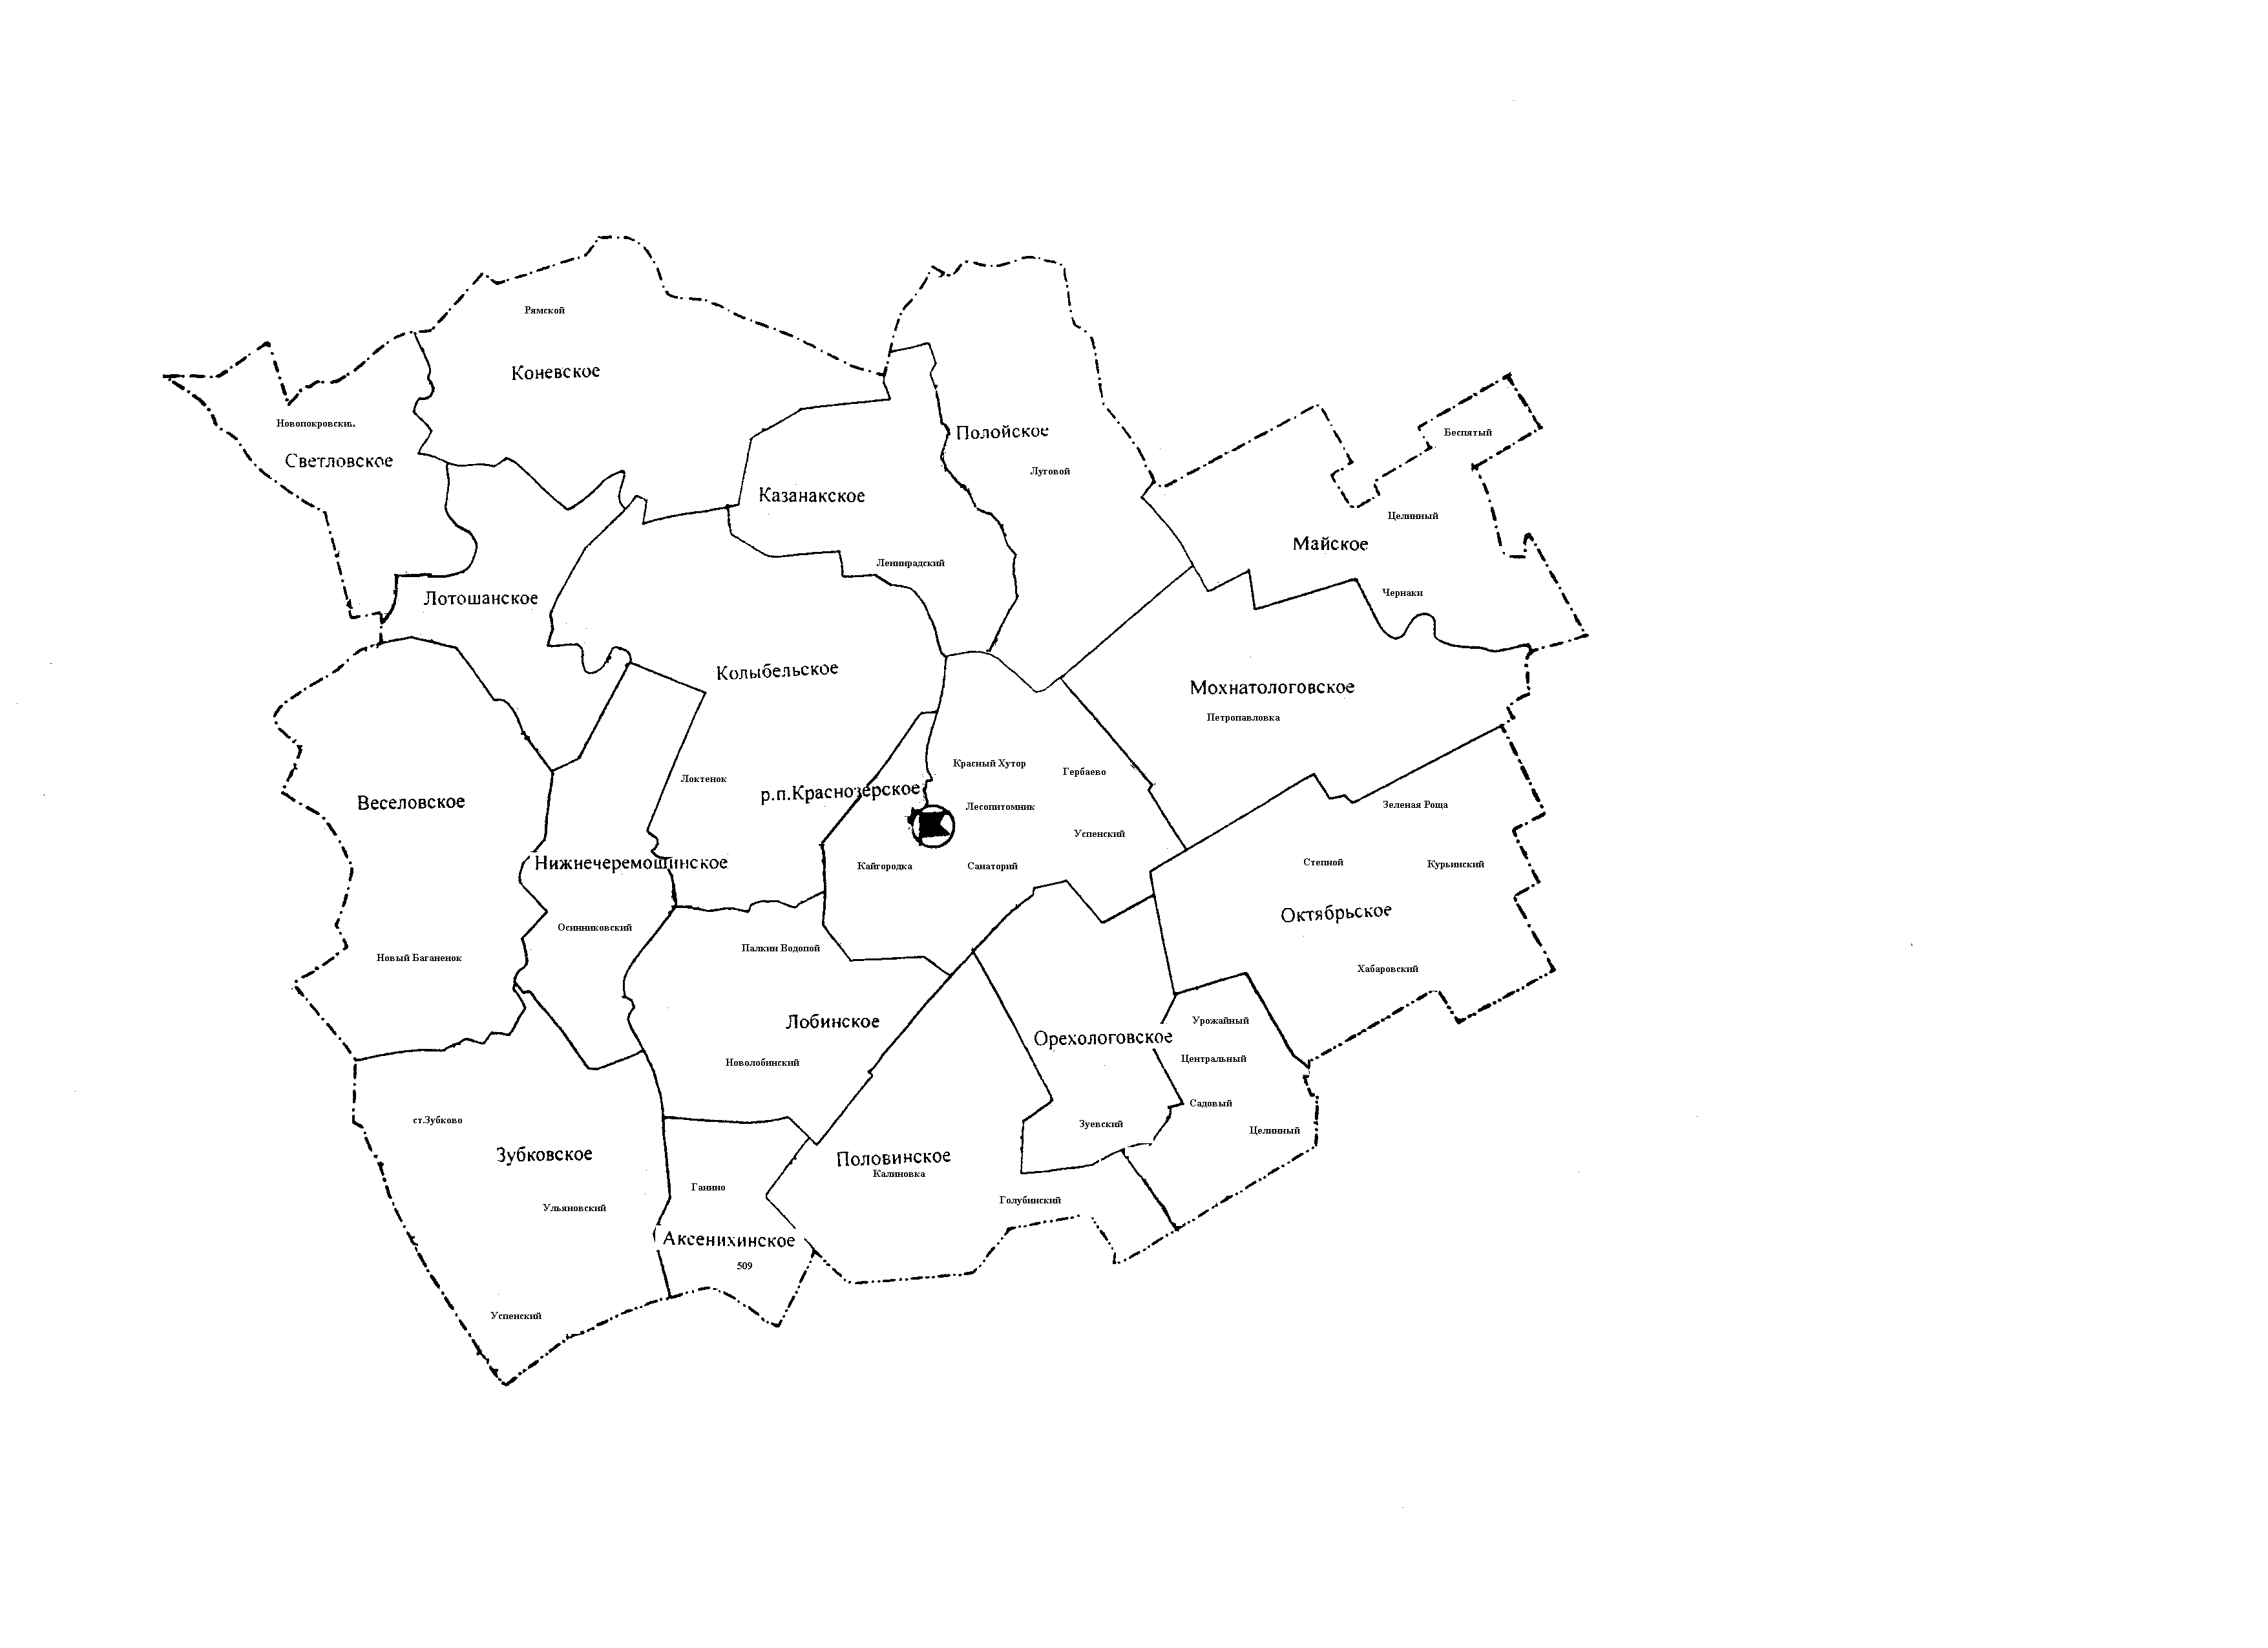 Рямской
Коневское
Новопокровски.
Светловское
Полойское
Луговой
Беспятый
Казанакское
Целинный
Майское
Ленинрадский
Чернаки
Лотошанское
Колыбельское
Мохнатологовское
Петропавловка
Красный Хутор
Гербаево
Локтенок
р.п.Краснозерское
Веселовское
Лесопитомник
Зеленая Роща
Успенский
Нижнечеремошинское
Кайгородка
Санаторий
Степной
Курьинский
Октябрьское
Осинниковский
Палкин Водопой
Новый Баганенок
Хабаровский
Лобинское
Урожайный
Орехологовское
Центральный
Новолобинский
Садовый
ст.Зубково
Зуевский
Целинный
Зубковское
Половинское
Калиновка
Ганино
Голубинский
Ульяновский
Аксенихинское
509
Успенский